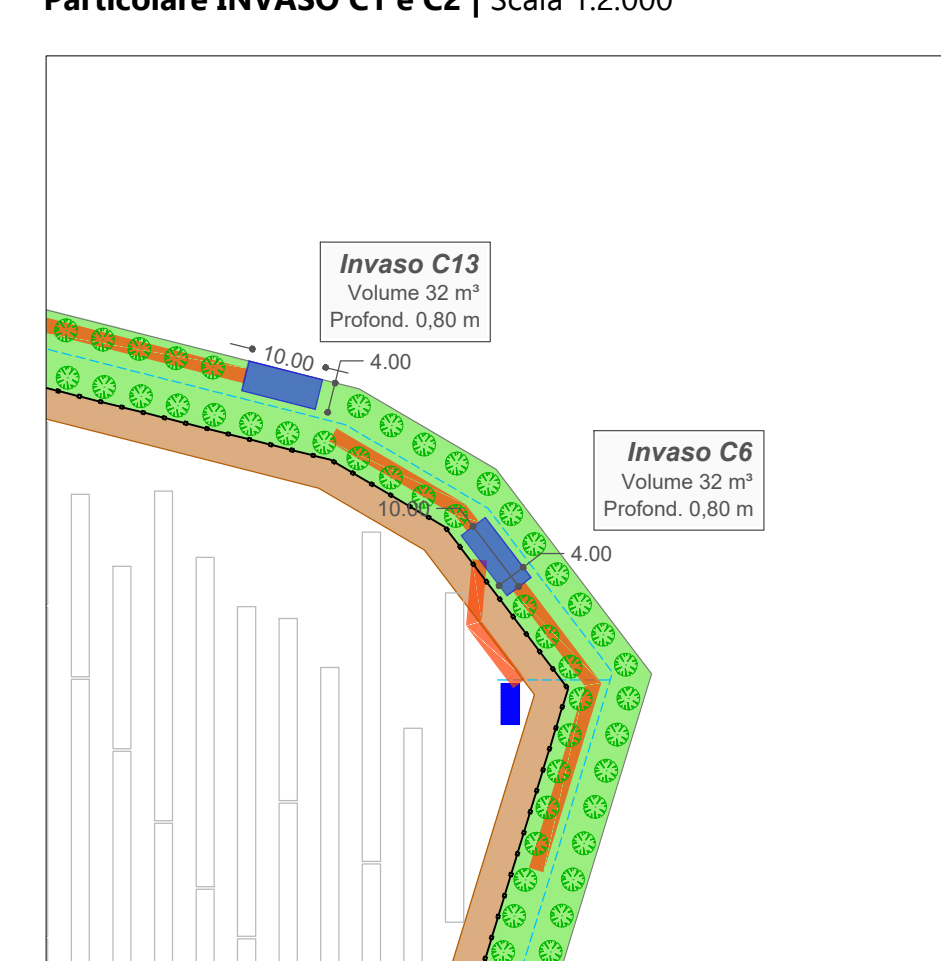 Particolare INVASO C1 e C2 | Scala 1:2.000
Invaso C13
Volume 32 m³
Profond. 0,80 m
10.00
4.00
Invaso C6
Volume 32 m³
Profond. 0,80 m
10.00
4.00